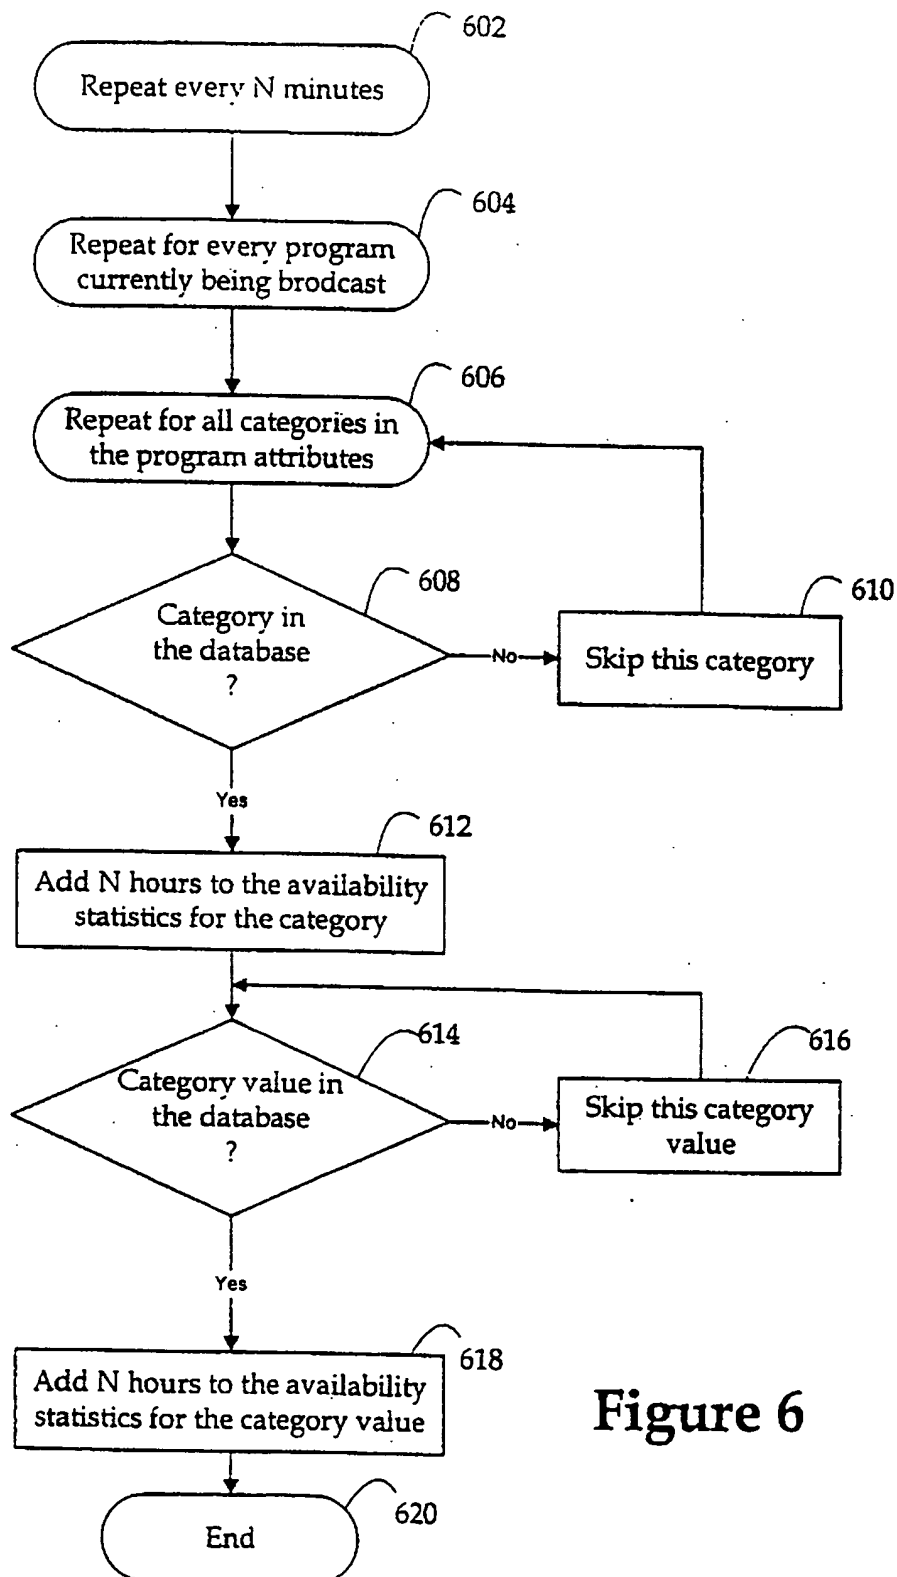 602
Repeat every N minutes
604
Repeat for every program
currently being brodcast
606
Repeat for all categories in
the program attributes
608
Category in
the database
?
No
610
Skip this category
Yes
612
Add N hours to the availability
statistics for the category
614
Category value in
the database
?
No
616
Skip this category
value
Yes
618
Add N hours to the availability
statistics for the category value
Figure 6
620
End